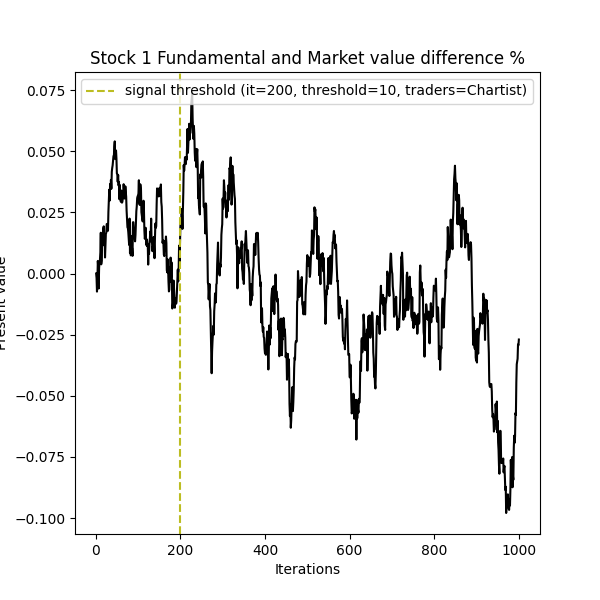 Stock 1 Fundamental and Market value difference %
signal threshold (it=200, threshold=10, traders=Chartist)
0.075
0.050
0.025
0.000
−0.025
−0.050
−0.075
−0.100
Present value
0 200 400 600 800 1000
Iterations